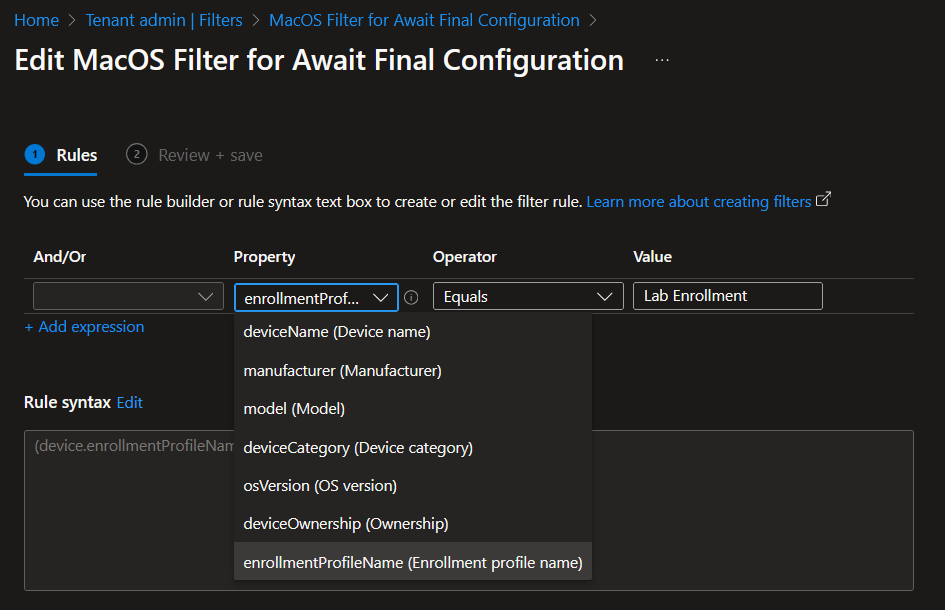 Home > Tenant admin | Filters > MacOS Filter for Await Final Configuration >
Edit MacOS Filter for Await Final Configuration ...
1 Rules 2 Review + save
You can use the rule builder or rule syntax text box to create or edit the filter rule. Learn more about creating filters
And/Or Property Operator Value
enrollmentProf... Equals Lab Enrollment
+ Add expression
deviceName (Device name)
manufacturer (Manufacturer)
model (Model)
deviceCategory (Device category)
osVersion (OS version)
deviceOwnership (Ownership)
enrollmentProfileName (Enrollment profile name)
Rule syntax Edit
(device.enrollmentProfileNam